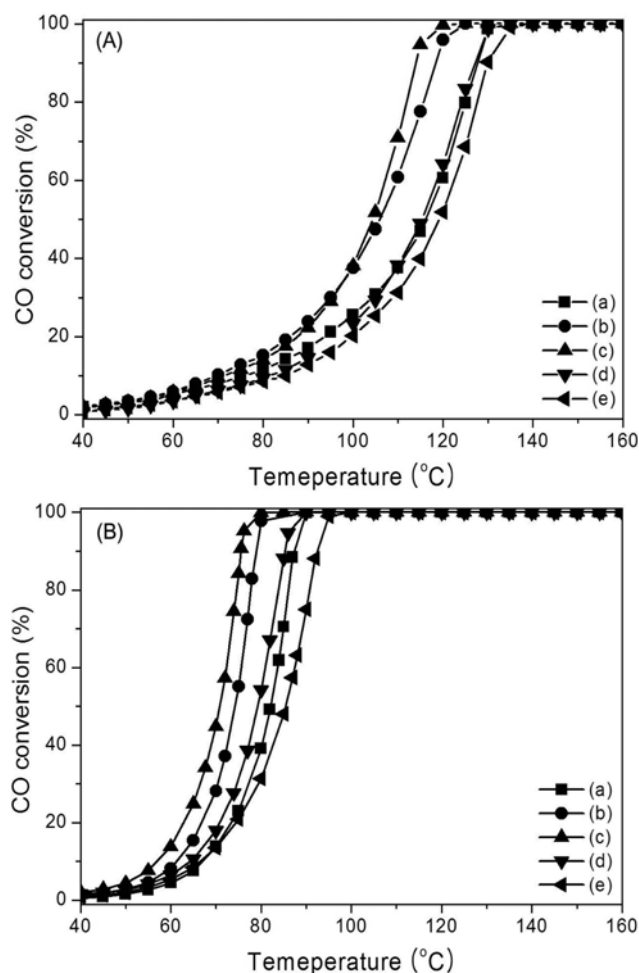 (A)
CO conversion (%)
100
80
60
40
20
0
(a)
(b)
(c)
(d)
(e)
40 60 80 100 120 140 160
Temeperature (°C)
(B)
CO conversion (%)
100
80
60
40
20
0
(a)
(b)
(c)
(d)
(e)
40 60 80 100 120 140 160
Temeperature (°C)